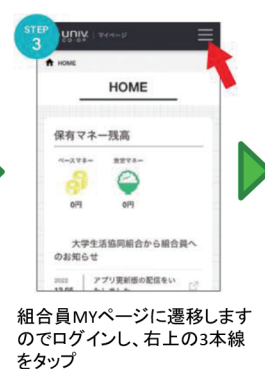 STEP
3
univ.
CO-OP
マイページ
HOME
HOME
保有マネー残高
ベースマネー 食堂マネー
0円 0円
大学生活協同組合から組合員へ
のお知らせ
2022 アプリ更新版の配信をい
組合員MYページに遷移します
のでログインし、右上の3本線
をタップ